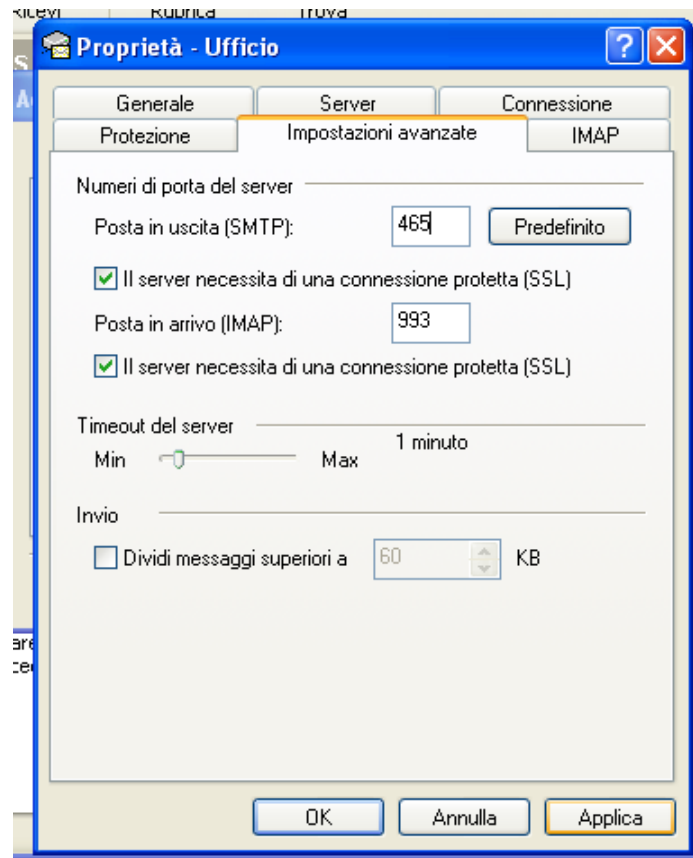 Ricevi Rubrica Trova
Proprietà - Ufficio
Generale Server Connessione
Protezione Impostazioni avanzate IMAP
Numeri di porta del server
Posta in uscita (SMTP): 465 Predefinito
Il server necessita di una connessione protetta (SSL)
Posta in arrivo (IMAP): 993
Il server necessita di una connessione protetta (SSL)
Timeout del server
Min Max 1 minuto
Invio
Dividi messaggi superiori a 60 KB
OK Annulla Applica